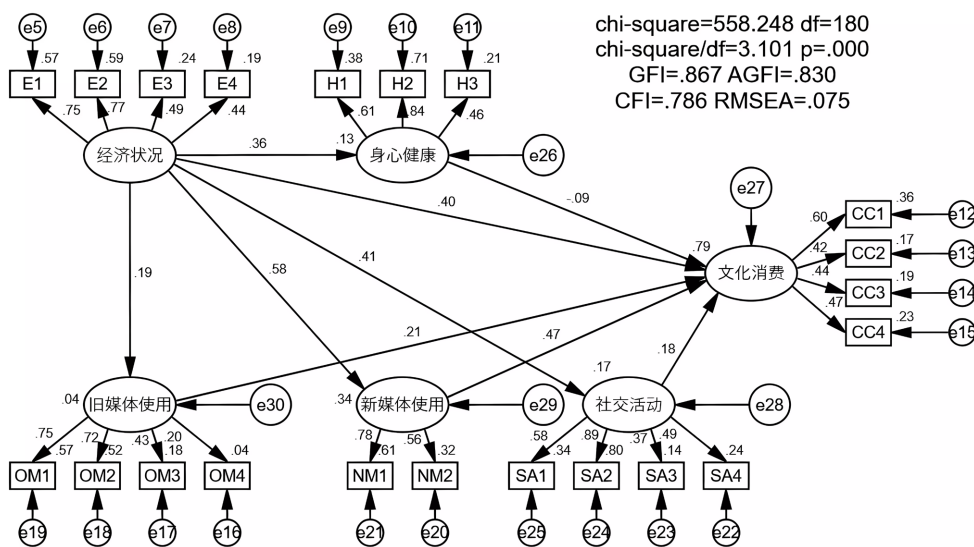 e5 e6 e7 e8 e9 e10 e11
chi-square=558.248 df=180
chi-square/df=3.101 p=.000
GFI=.867 AGFI=.830
CFI=.786 RMSEA=.075
.57 .59 .24 .19 .38 .71 .21
E1 E2 E3 E4 H1 H2 H3
.75 .77 .49 .44 .61 .84 .46
经济状况 .36 .13 身心健康 e26
e27
.40 -.09
.60 CC1 .36 e12
.79 文化消费 .42 CC2 .17 e13
.44 CC3 .19 e14
.47 CC4 .23 e15
.19 .58 .41
.21 .47 .18
.04 旧媒体使用 e30 .34 新媒体使用 e29 .17 社交活动 e28
.75 .72 .43 .20 .78 .56 .58 .89 .37 .49
.57 .52 .18 .04 .61 .32 .34 .80 .14 .24
OM1 OM2 OM3 OM4 NM1 NM2 SA1 SA2 SA3 SA4
e19 e18 e17 e16 e21 e20 e25 e24 e23 e22